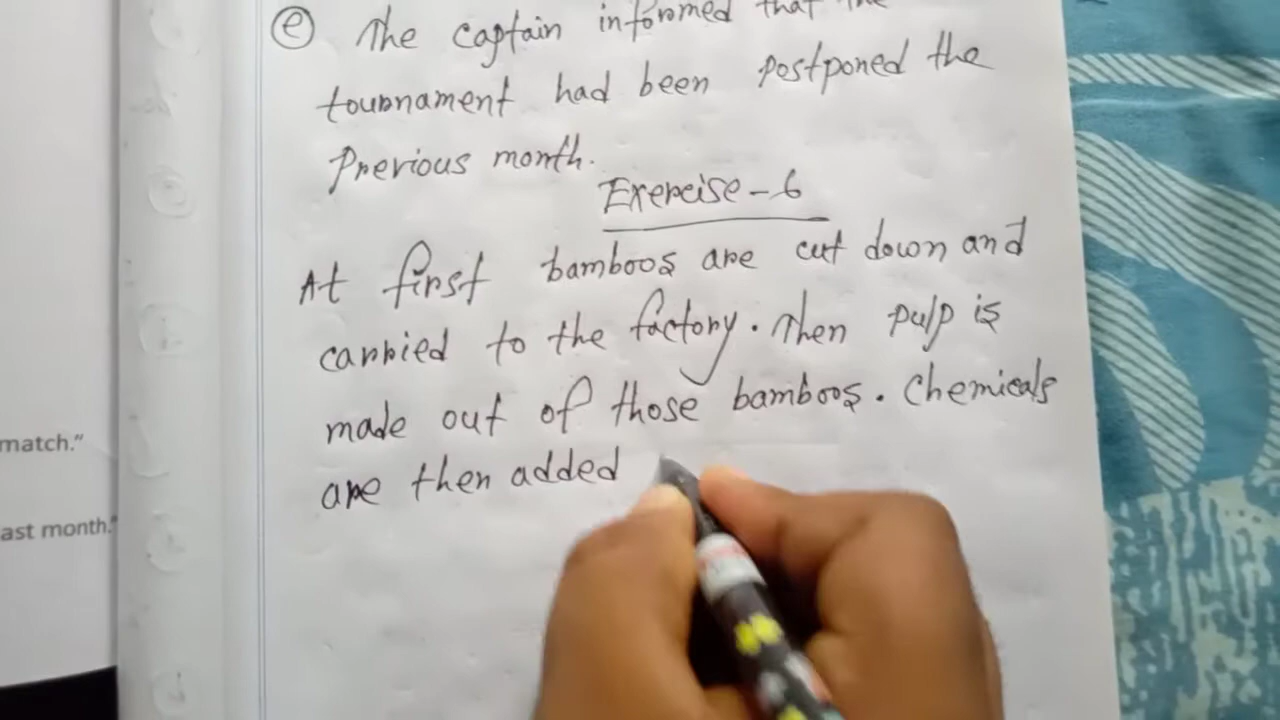 ⓔ The captain informed that the
tournament had been postponed the
Previous month.
Exercise-6
At first bamboos are cut down and
carried to the factory. Then pulp is
made out of those bamboos. Chemicals
are then added
match."
ast month."